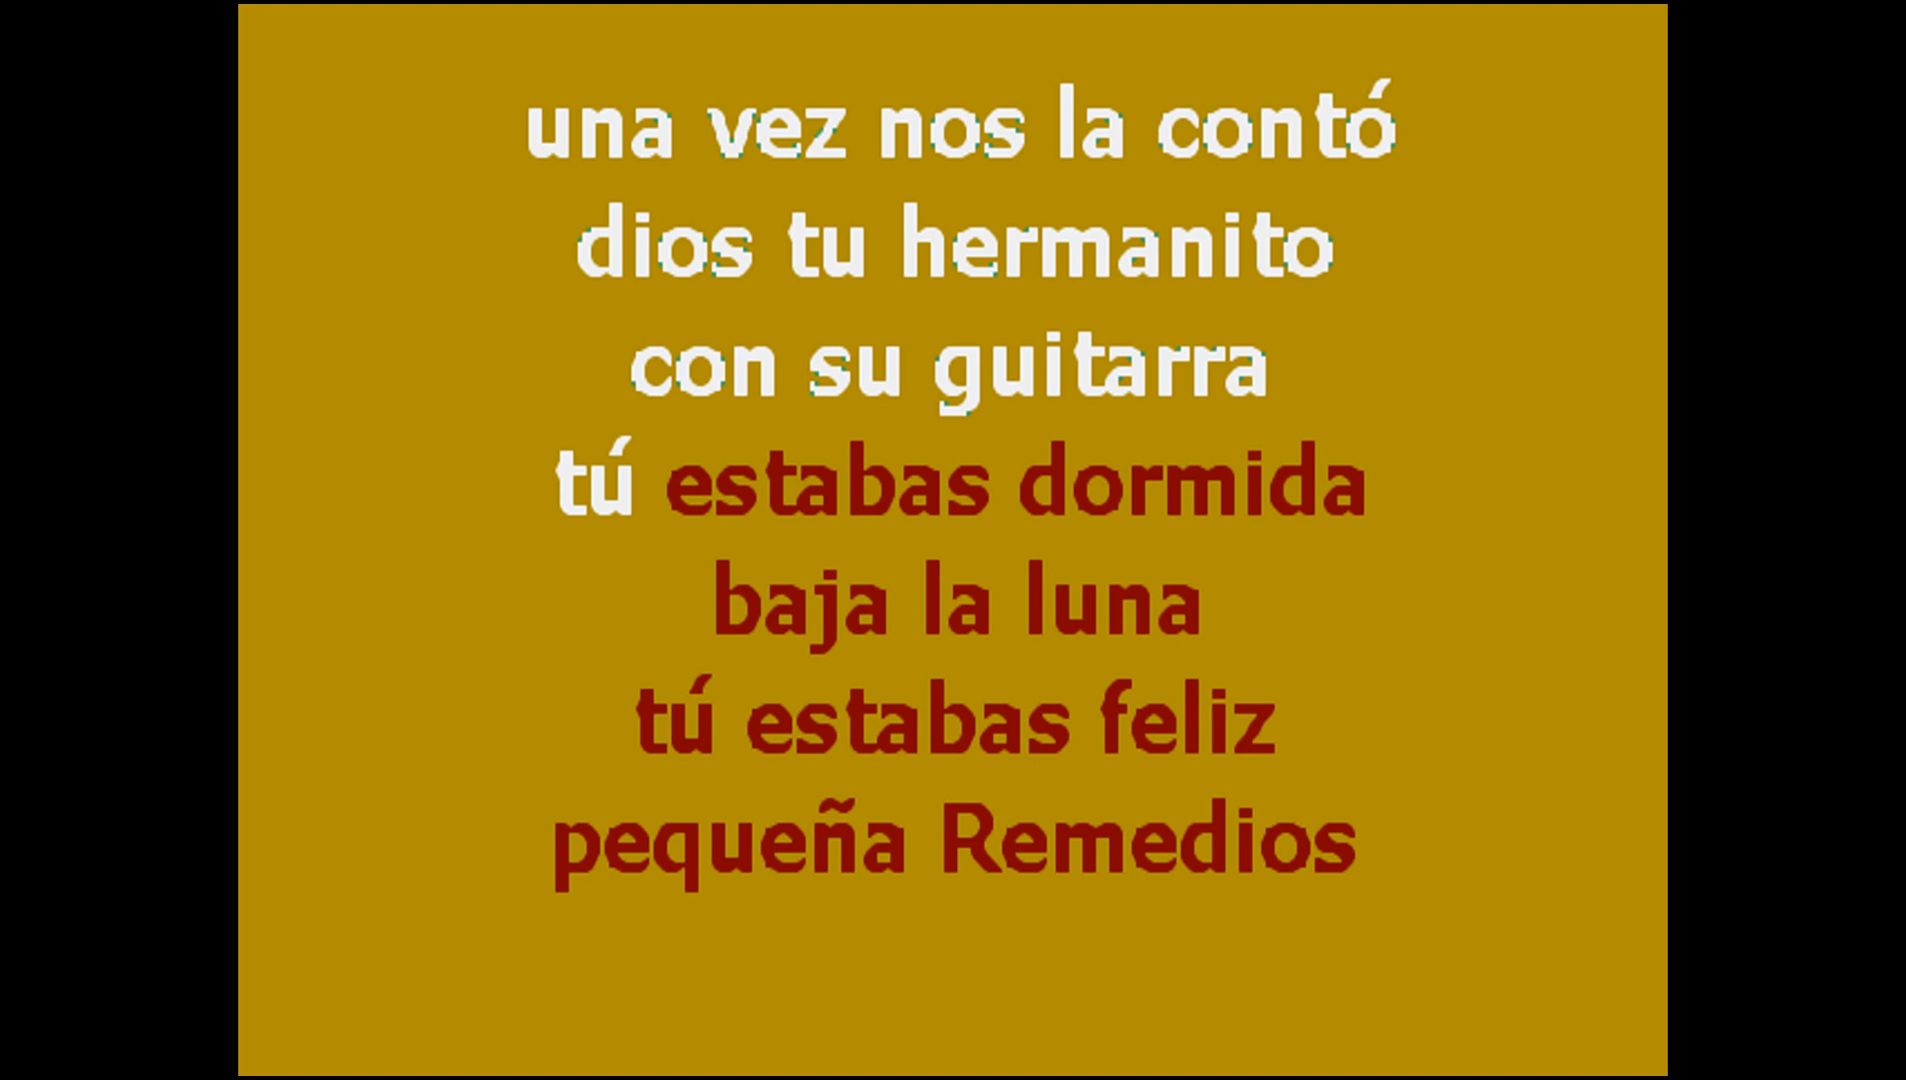 una vez nos la contó
dios tu hermanito
con su guitarra
tú estabas dormida
baja la luna
tú estabas feliz
pequeña Remedios